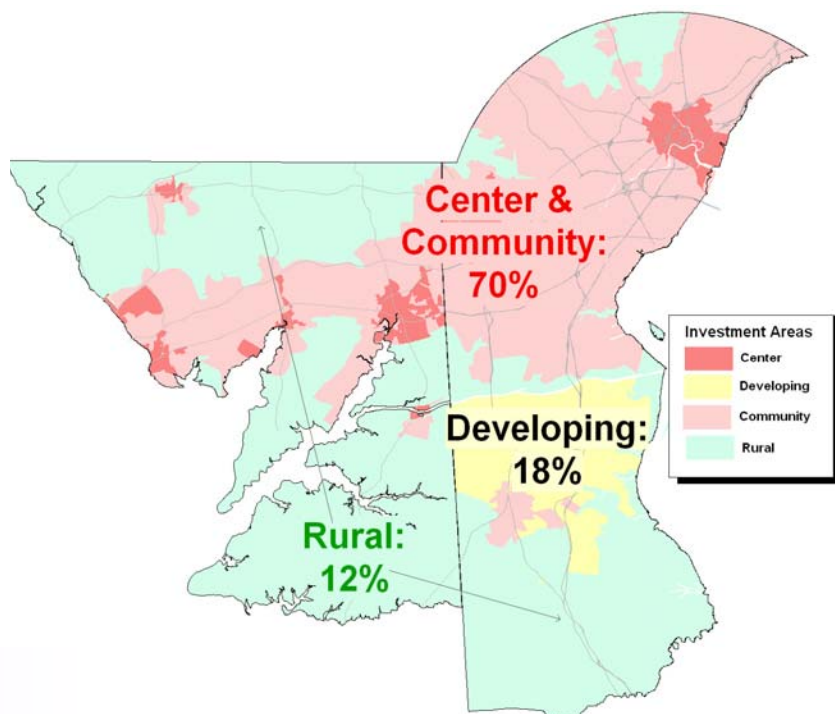 Center &
Community:
70%
Investment Areas
Center
Developing
Community
Rural
Developing:
18%
Rural:
12%